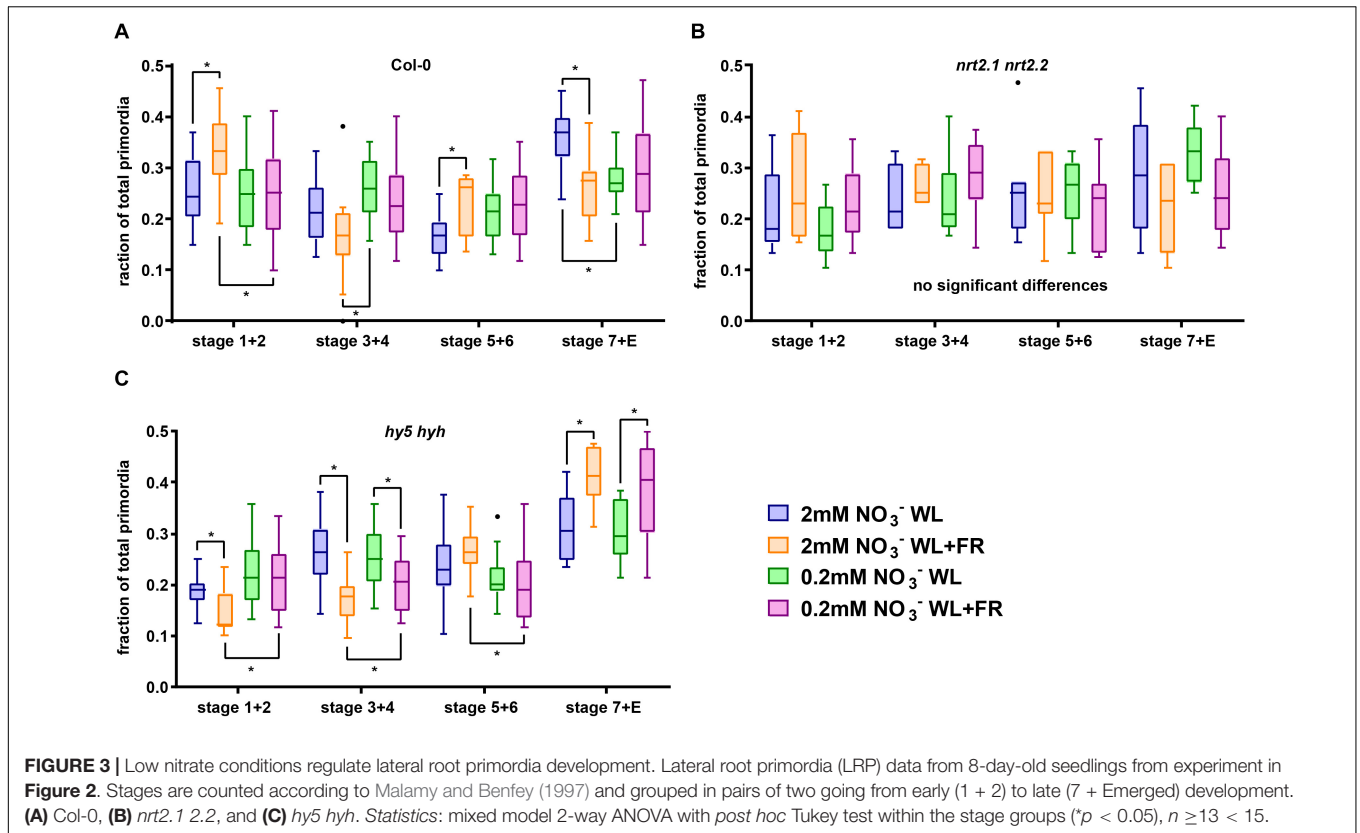 A
B
Col-0
nrt2.1 nrt2.2
raction of total primordia
0.5
0.4
0.3
0.2
0.1
0.0
*
*
*
*
*
*
stage 1+2
stage 3+4
stage 5+6
stage 7+E
fraction of total primordia
0.5
0.4
0.3
0.2
0.1
0.0
no significant differences
stage 1+2
stage 3+4
stage 5+6
stage 7+E
C
hy5 hyh
fraction of total primordia
0.5
0.4
0.3
0.2
0.1
0.0
*
*
*
*
*
*
*
*
stage 1+2
stage 3+4
stage 5+6
stage 7+E
2mM NO₃⁻ WL
2mM NO₃⁻ WL+FR
0.2mM NO₃⁻ WL
0.2mM NO₃⁻ WL+FR
FIGURE 3 | Low nitrate conditions regulate lateral root primordia development. Lateral root primordia (LRP) data from 8-day-old seedlings from experiment in
Figure 2. Stages are counted according to Malamy and Benfey (1997) and grouped in pairs of two going from early (1 + 2) to late (7 + Emerged) development.
(A) Col-0, (B) nrt2.1 2.2, and (C) hy5 hyh. Statistics: mixed model 2-way ANOVA with post hoc Tukey test within the stage groups (*p < 0.05), n ≥13 < 15.